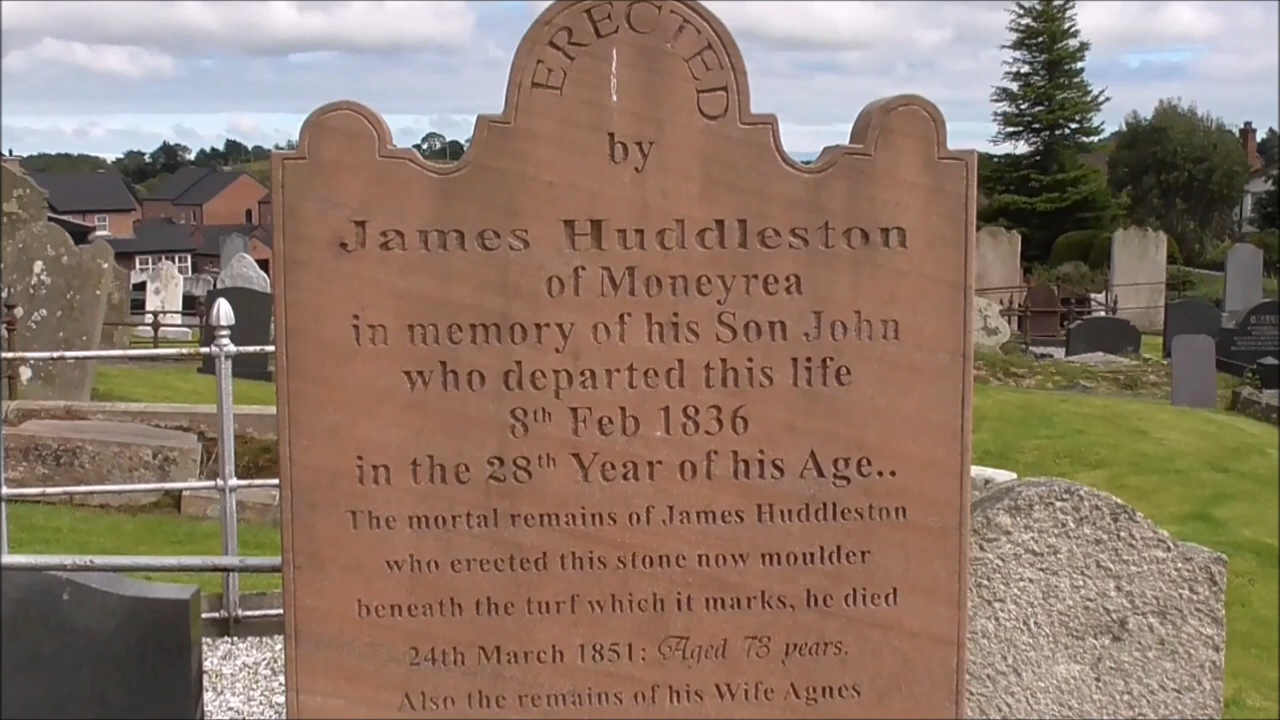 ERECTED
by
James Huddleston
of Moneyrea
in memory of his Son John
who departed this life
8th Feb 1836
in the 28th Year of his Age..
The mortal remains of James Huddleston
who erected this stone now moulder
beneath the turf which it marks, he died
24th March 1851: Aged 73 years.
Also the remains of his Wife Agnes